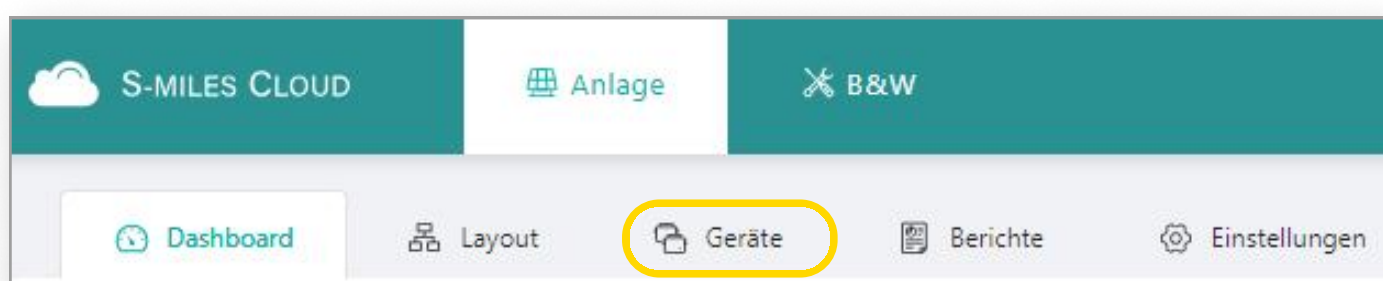 S-MILES CLOUD Anlage B&W
Dashboard Layout Geräte Berichte Einstellungen